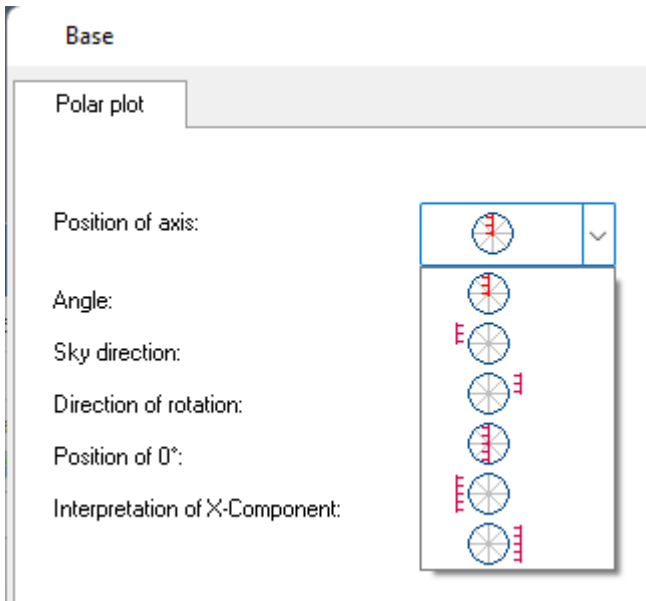 Base
Polar plot
Position of axis:
Angle:
Sky direction:
Direction of rotation:
Position of 0°:
Interpretation of X-Component: